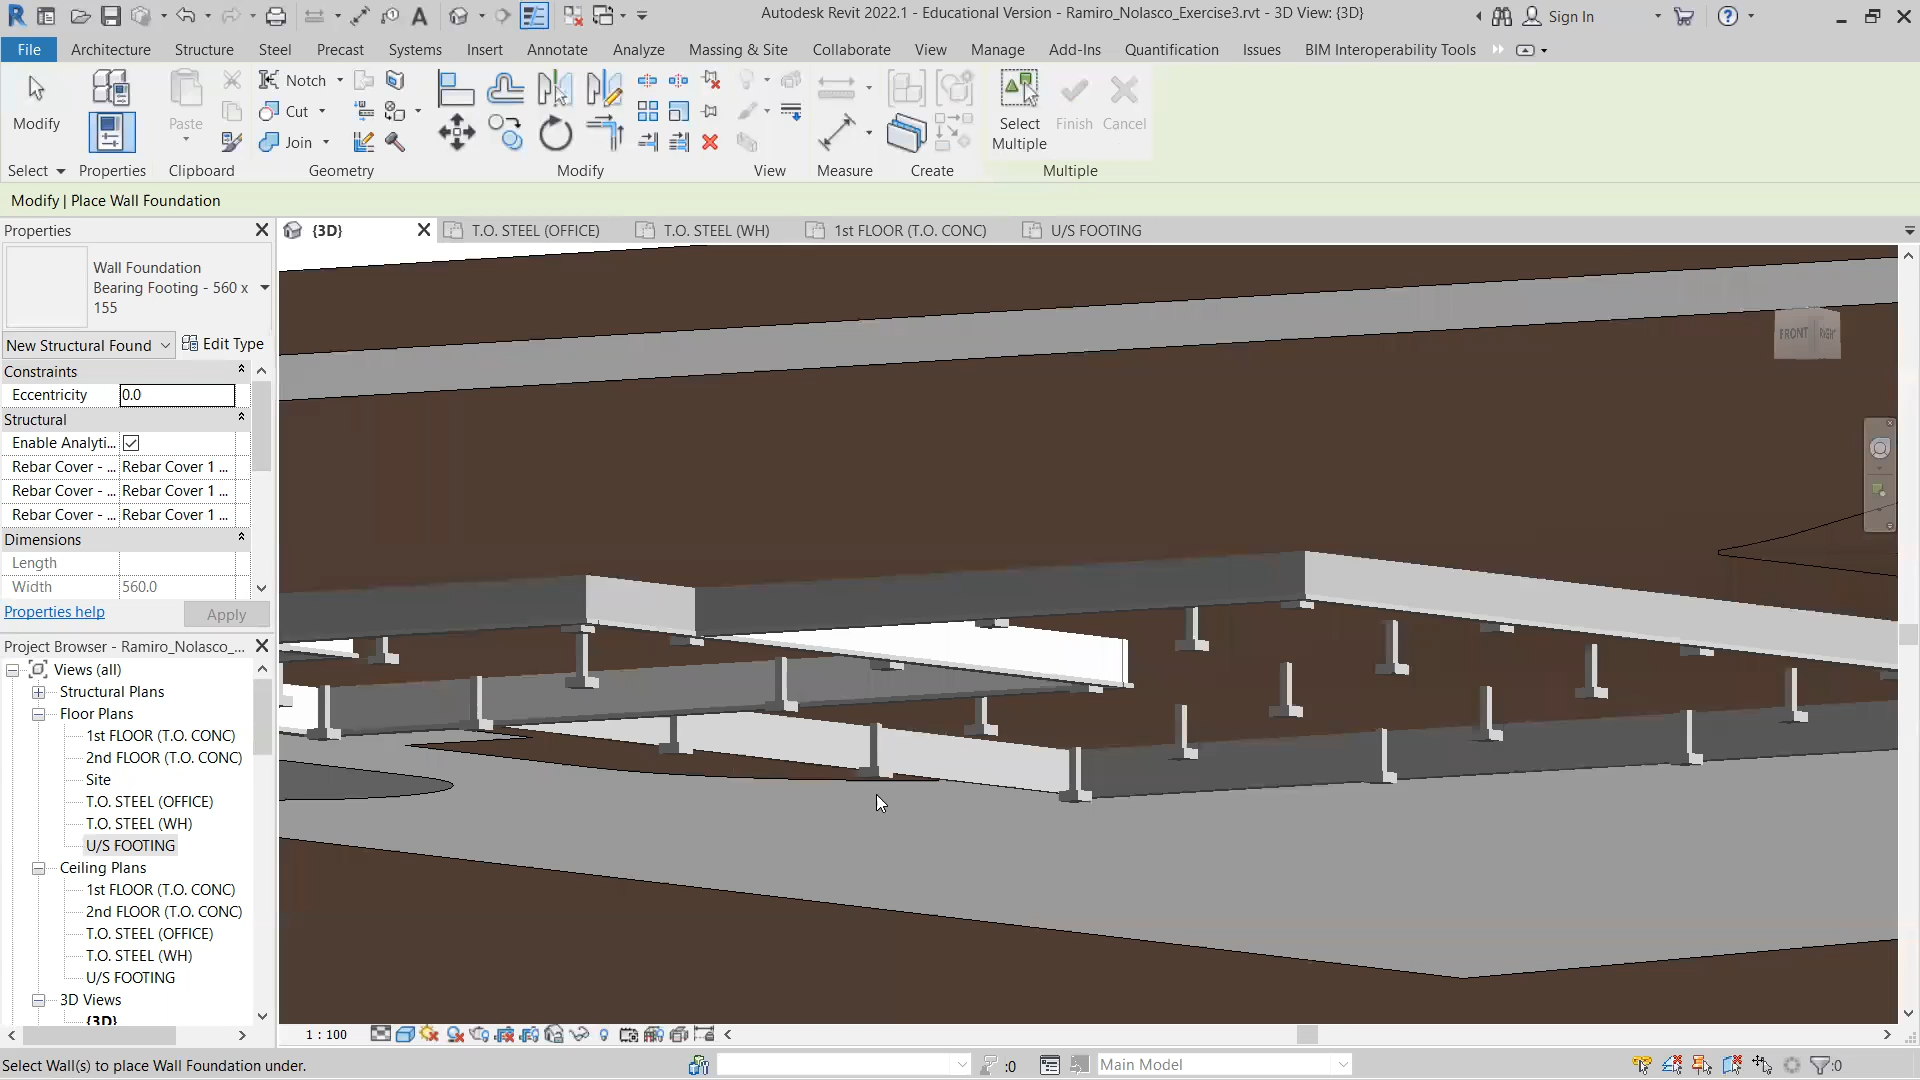 Autodesk Revit 2022.1 - Educational Version - Ramiro_Nolasco_Exercise3.rvt - 3D View: {3D}
Sign In
File Architecture Structure Steel Precast Systems Insert Annotate Analyze Massing & Site Collaborate View Manage Add-Ins Quantification Issues BIM Interoperability Tools
Modify
Paste
Notch
Cut
Join
Select Multiple
Finish
Cancel
Select Properties Clipboard Geometry Modify View Measure Create Multiple
Modify | Place Wall Foundation
Properties
{3D}
T.O. STEEL (OFFICE)
T.O. STEEL (WH)
1st FLOOR (T.O. CONC)
U/S FOOTING
Wall Foundation
Bearing Footing - 560 x
155
New Structural Found
Edit Type
Constraints
Eccentricity 0.0
Structural
Enable Analyti...
Rebar Cover - ... Rebar Cover 1 ...
Rebar Cover - ... Rebar Cover 1 ...
Rebar Cover - ... Rebar Cover 1 ...
Dimensions
Length
Width 560.0
Properties help
Apply
FRONT RIGHT
Project Browser - Ramiro_Nolasco_...
Views (all)
Structural Plans
Floor Plans
1st FLOOR (T.O. CONC)
2nd FLOOR (T.O. CONC)
Site
T.O. STEEL (OFFICE)
T.O. STEEL (WH)
U/S FOOTING
Ceiling Plans
1st FLOOR (T.O. CONC)
2nd FLOOR (T.O. CONC)
T.O. STEEL (OFFICE)
T.O. STEEL (WH)
U/S FOOTING
3D Views
{3D}
1 : 100
Select Wall(s) to place Wall Foundation under.
:0
Main Model
:0